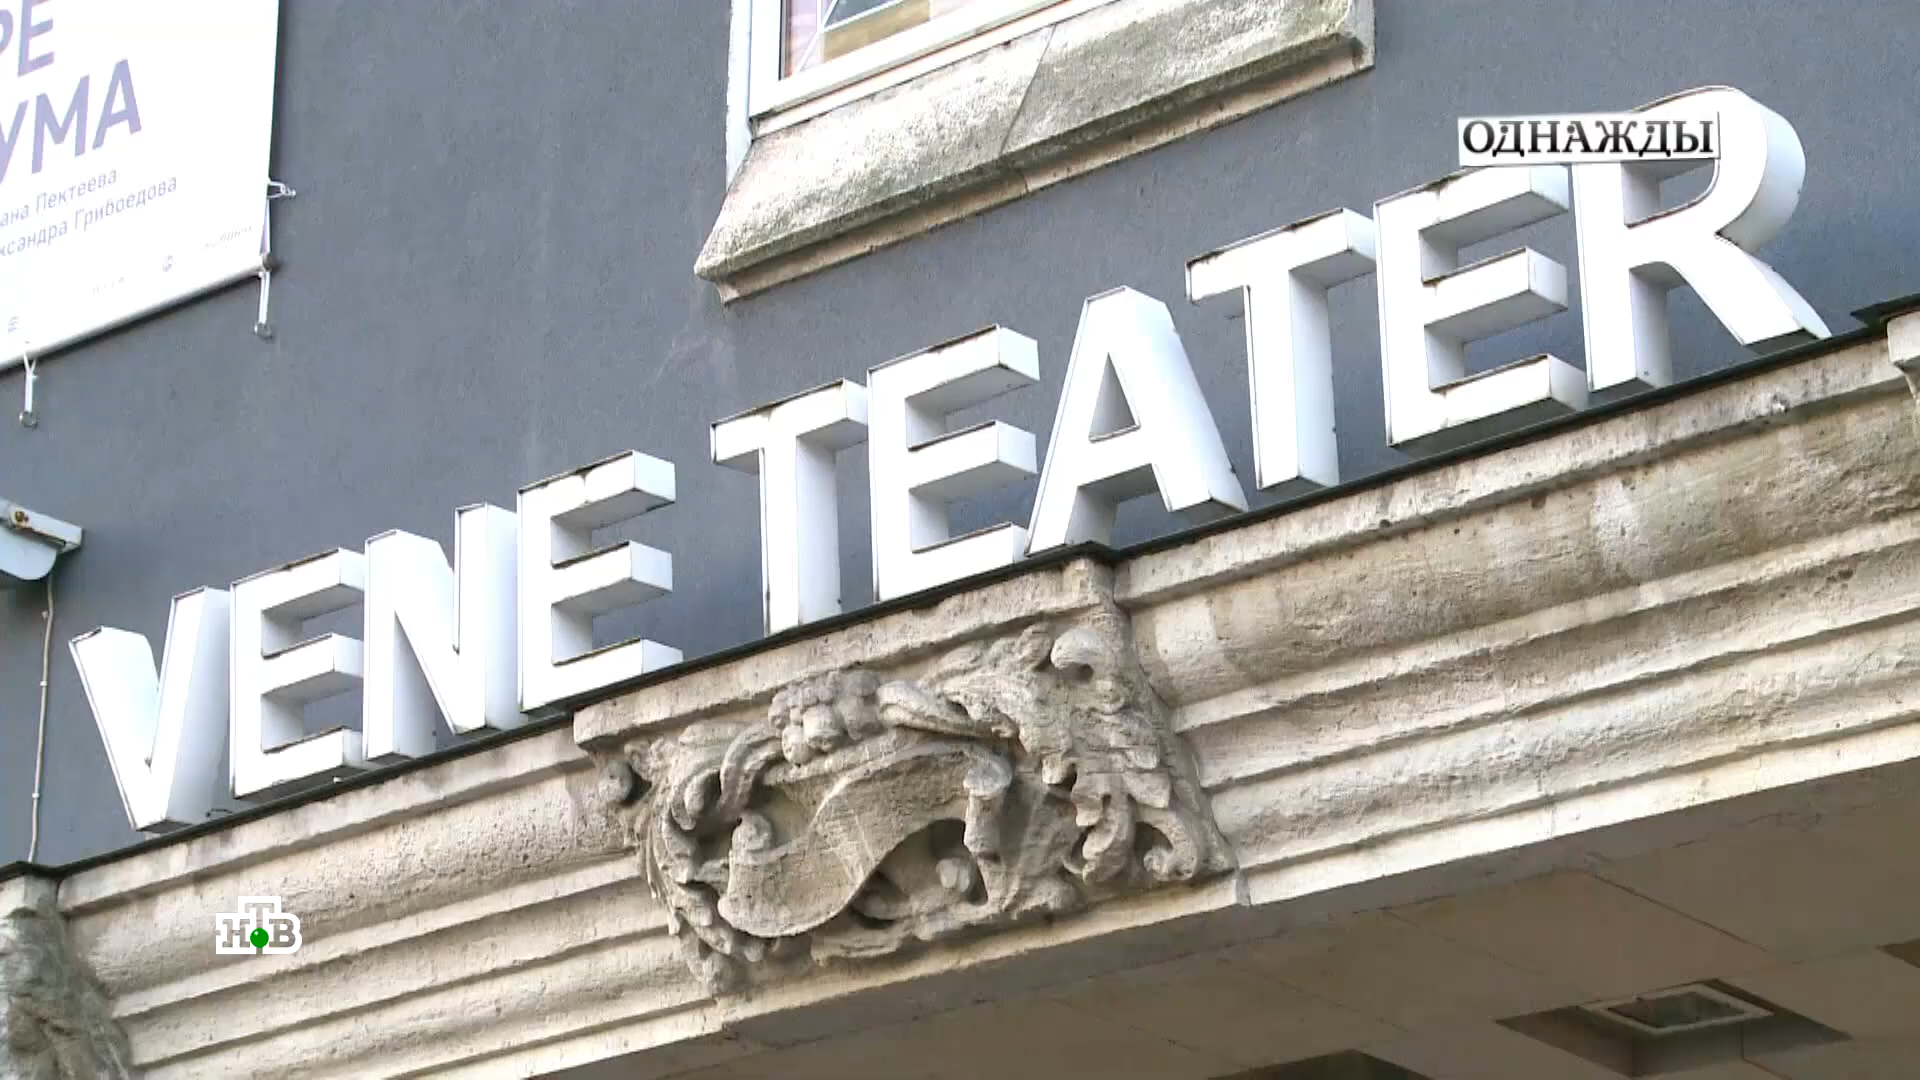 РЕ
УМА
ана Пектеева
ксандра Грибоедова
ОДНАЖДЫ
VENE TEATER
НТВ